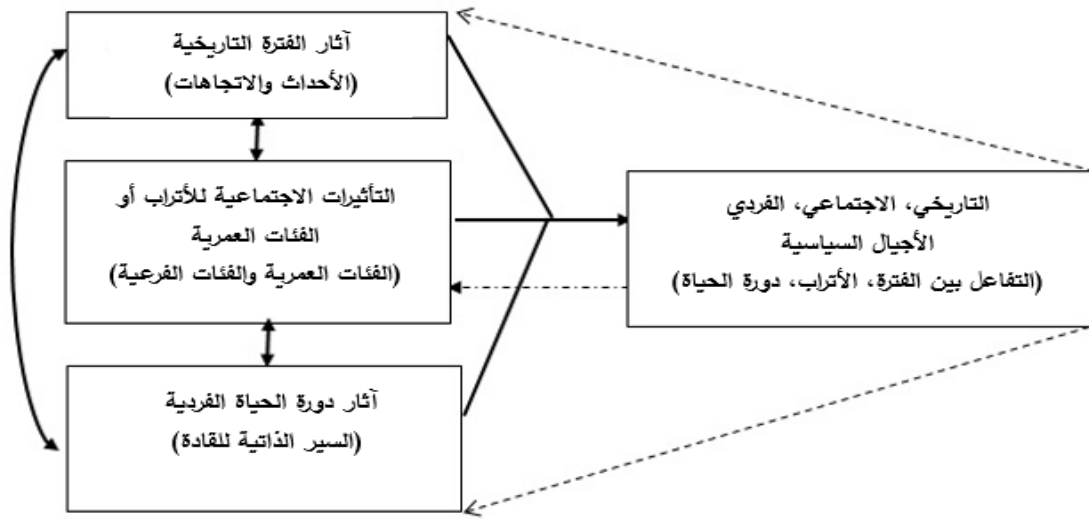 آثار الفترة التاريخية
(الأحداث والاتجاهات)
التأثيرات الاجتماعية للأتراب أو
الفئات العمرية
(الفئات العمرية والفئات الفرعية)
التاريخي، الاجتماعي، الفردي
الأجيال السياسية
(التفاعل بين الفترة، الأتراب، دورة الحياة)
آثار دورة الحياة الفردية
(السير الذاتية للقادة)